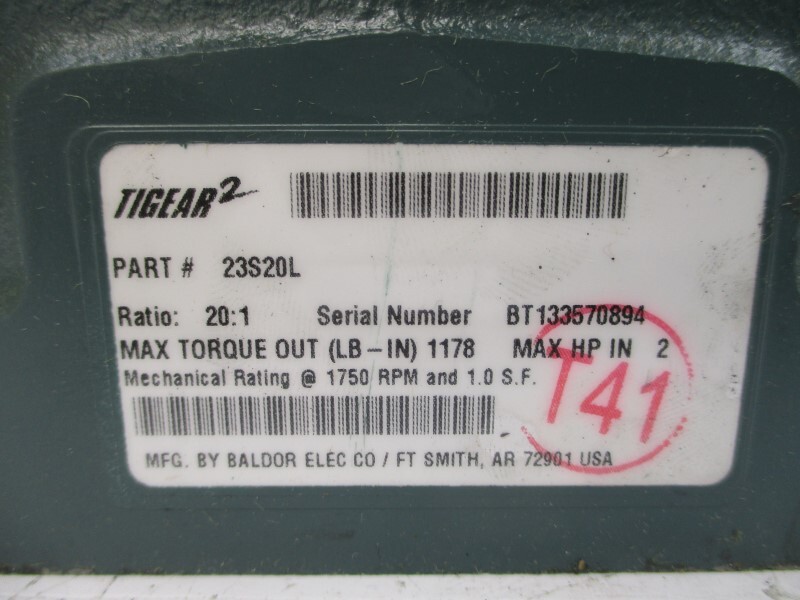 TIGEAR2
PART # 23S20L
Ratio: 20:1 Serial Number BT133570894
MAX TORQUE OUT (LB-IN) 1178 MAX HP IN 2
Mechanical Rating @ 1750 RPM and 1.0 S.F.
T41
MFG. BY BALDOR ELEC CO / FT SMITH, AR 72901 USA